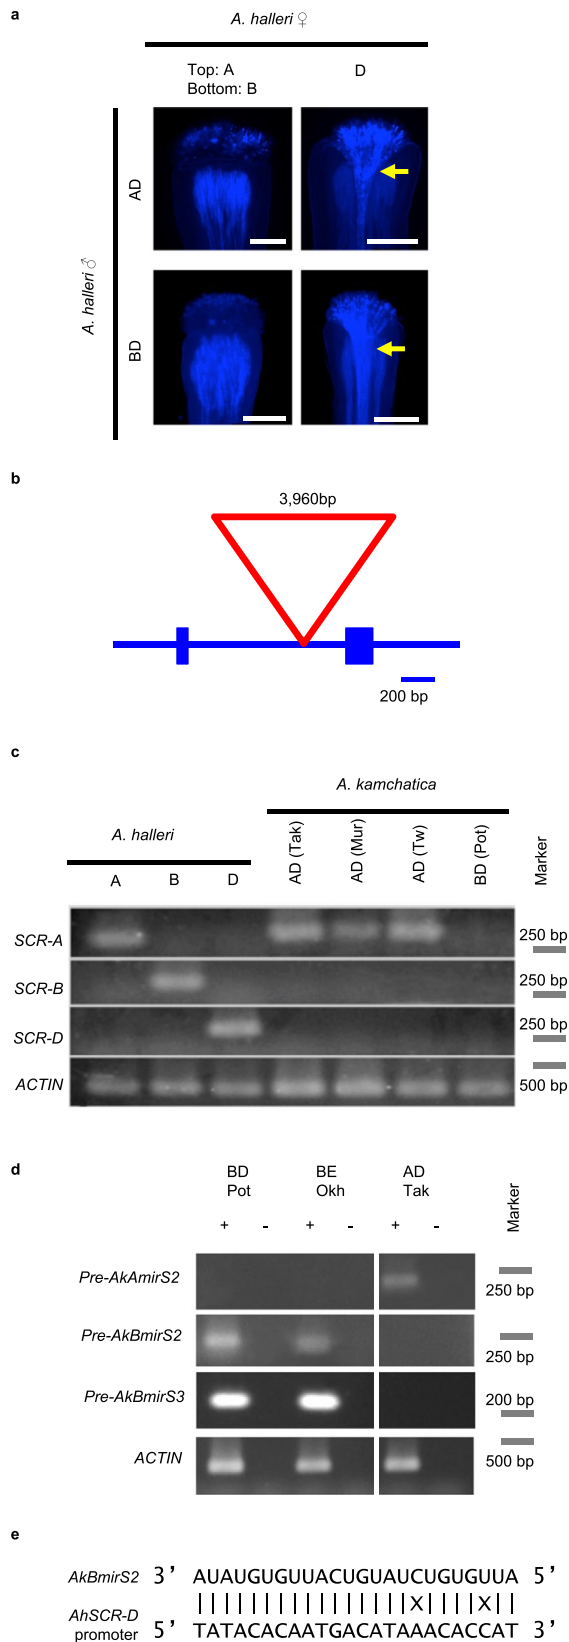 a
A. halleri ♀
Top: A
Bottom: B
D
A. halleri ♂
AD
BD
b
3,960bp
200 bp
c
A. kamchatica
A. halleri
A
B
D
AD (Tak)
AD (Mur)
AD (Tw)
BD (Pot)
Marker
SCR-A
250 bp
SCR-B
250 bp
SCR-D
250 bp
ACTIN
500 bp
d
BD
Pot
BE
Okh
AD
Tak
Marker
+ - + - + -
Pre-AkAmirS2
250 bp
Pre-AkBmirS2
250 bp
Pre-AkBmirS3
200 bp
ACTIN
500 bp
e
AkBmirS2 3’ AUAUGUGUUACUGUAUCUGUGUUA 5’
X X
AhSCR-D
promoter 5’ TATACACAATGACATAAACACCAT 3’